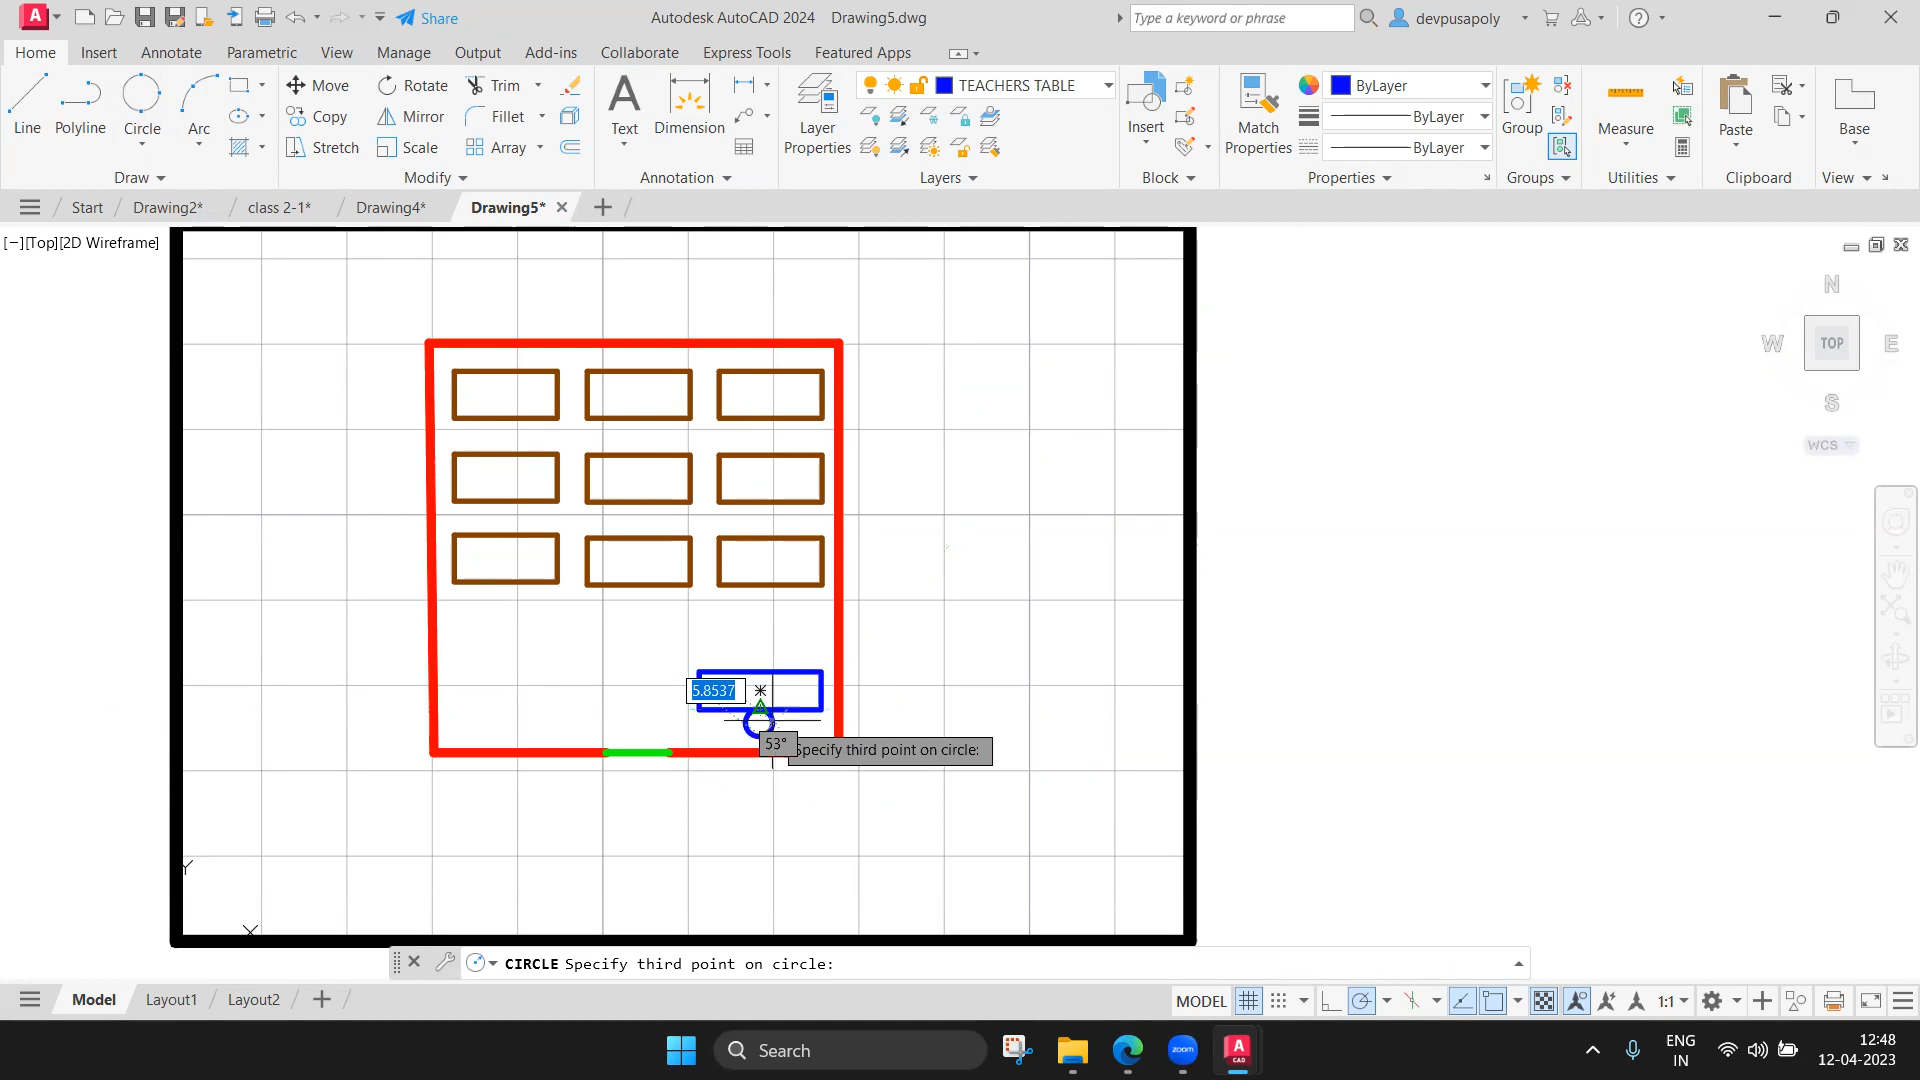 Share
Autodesk AutoCAD 2024 Drawing5.dwg
Type a keyword or phrase
devpusapoly
Home Insert Annotate Parametric View Manage Output Add-ins Collaborate Express Tools Featured Apps
Line Polyline Circle Arc
Move Rotate Trim
Copy Mirror Fillet
Stretch Scale Array
Text Dimension
Layer Properties
TEACHERS TABLE
Insert
Match Properties
ByLayer
ByLayer
ByLayer
Group
Measure
Paste
Base
Draw Modify Annotation Layers Block Properties Groups Utilities Clipboard View
Start Drawing2* class 2-1* Drawing4* Drawing5*
[−][Top][2D Wireframe]
N
W TOP E
S
WCS
5.8537
53° Specify third point on circle:
Y
X
CIRCLE Specify third point on circle:
Model Layout1 Layout2
MODEL 1:1
Search
zoom
A CAD
ENG
IN
12:48
12-04-2023